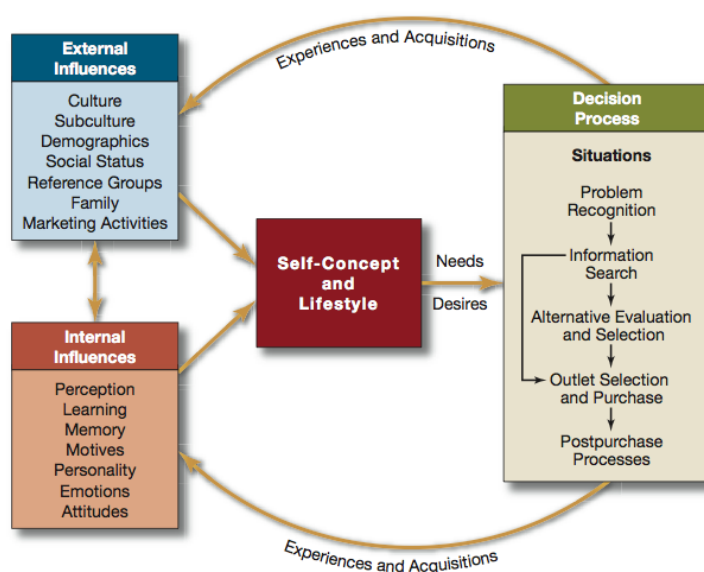 External
Influences
Culture
Subculture
Demographics
Social Status
Reference Groups
Family
Marketing Activities
Internal
Influences
Perception
Learning
Memory
Motives
Personality
Emotions
Attitudes
Experiences and Acquisitions
Self-Concept
and
Lifestyle
Needs
Desires
Decision
Process
Situations
Problem
Recognition
Information
Search
Alternative Evaluation
and Selection
Outlet Selection
and Purchase
Postpurchase
Processes
Experiences and Acquisitions